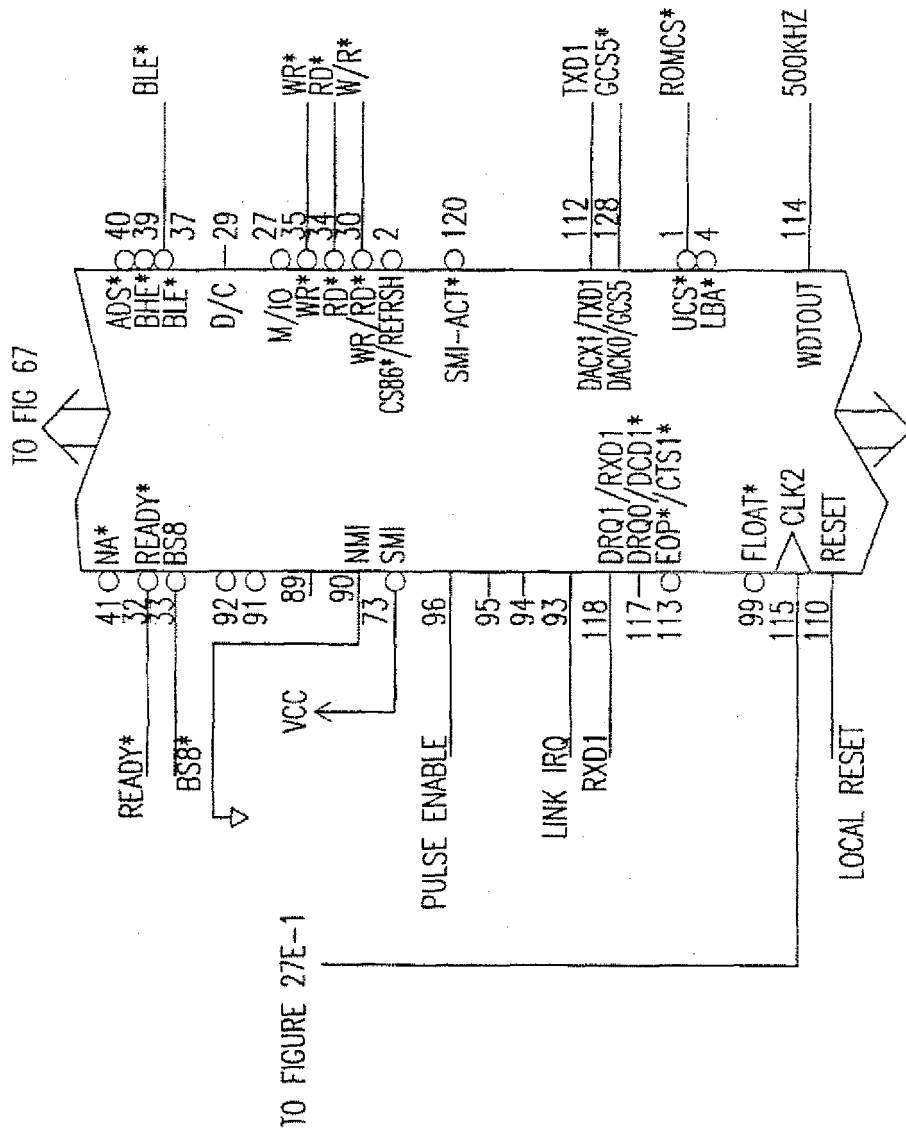 TO FIG 67
41 NA* ADS* 40
READY* 32 READY* BHE* 39
BS8* 33 BS8 BLE* 37 BLE*
92 D/C 29
91
89 M/IO 27
90 NMI WR* 35 WR*
RD* 34 RD*
73 SMI WR/RD* 30 W/R*
VCC CS86*/REFRSH 2
PULSE ENABLE 96 SMI-ACT* 120
95
94
LINK IRQ 93
RXD1 118 DRQ1/RXD1 DACX1/TXD1 112 TXD1
117 DRQ0/DCD1* DACK0/GCS5 128 GCS5*
113 EOP*/CTS1*
UCS* 1 ROMCS*
99 FLOAT* LBA* 4
TO FIGURE 27E-1
115 CLK2
LOCAL RESET 110 RESET WDTOUT 114 500KHZ